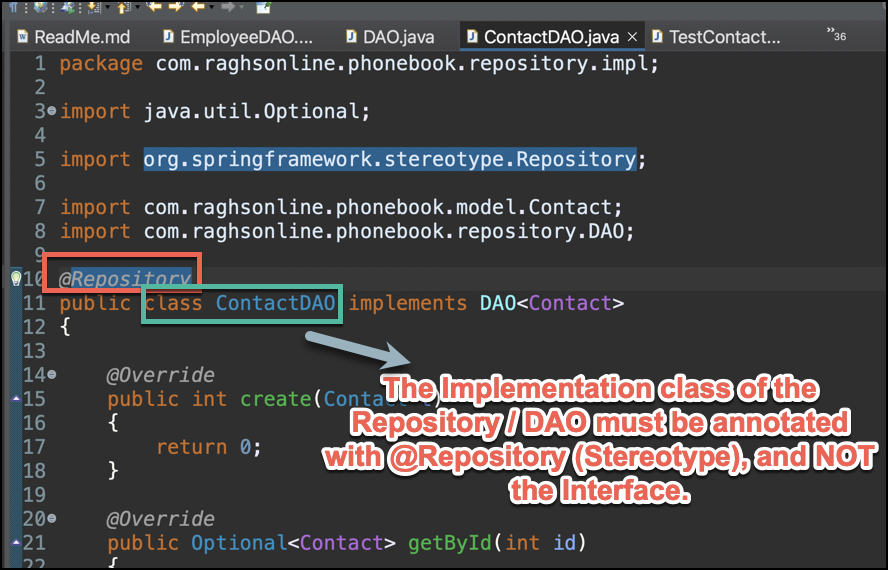 ReadMe.md EmployeeDAO.... DAO.java ContactDAO.java TestContact... »36
1 package com.raghsonline.phonebook.repository.impl;
2
3 import java.util.Optional;
4
5 import org.springframework.stereotype.Repository;
6
7 import com.raghsonline.phonebook.model.Contact;
8 import com.raghsonline.phonebook.repository.DAO;
9
10 @Repository
11 public class ContactDAO implements DAO<Contact>
12 {
13
14 @Override
15 public int create(Contact
16 {
17 return 0;
18 }
19
20 @Override
21 public Optional<Contact> getById(int id)
22 {
The Implementation class of the
Repository / DAO must be annotated
with @Repository (Stereotype), and NOT
the Interface.